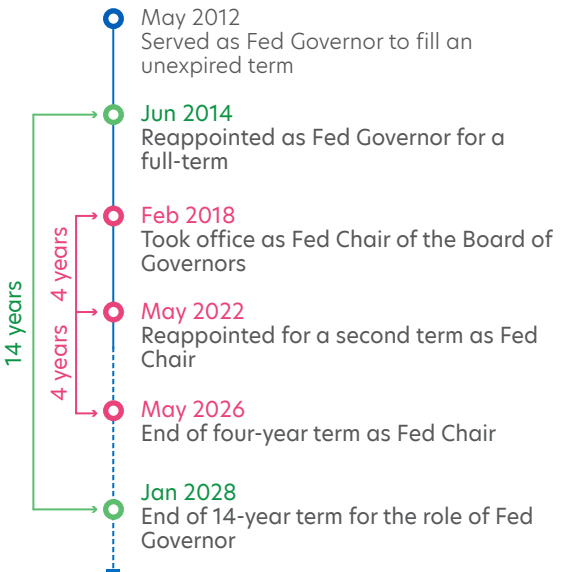 May 2012
Served as Fed Governor to fill an
unexpired term
Jun 2014
Reappointed as Fed Governor for a
full-term
Feb 2018
Took office as Fed Chair of the Board of
Governors
May 2022
Reappointed for a second term as Fed
Chair
May 2026
End of four-year term as Fed Chair
Jan 2028
End of 14-year term for the role of Fed
Governor
14 years
4 years
4 years